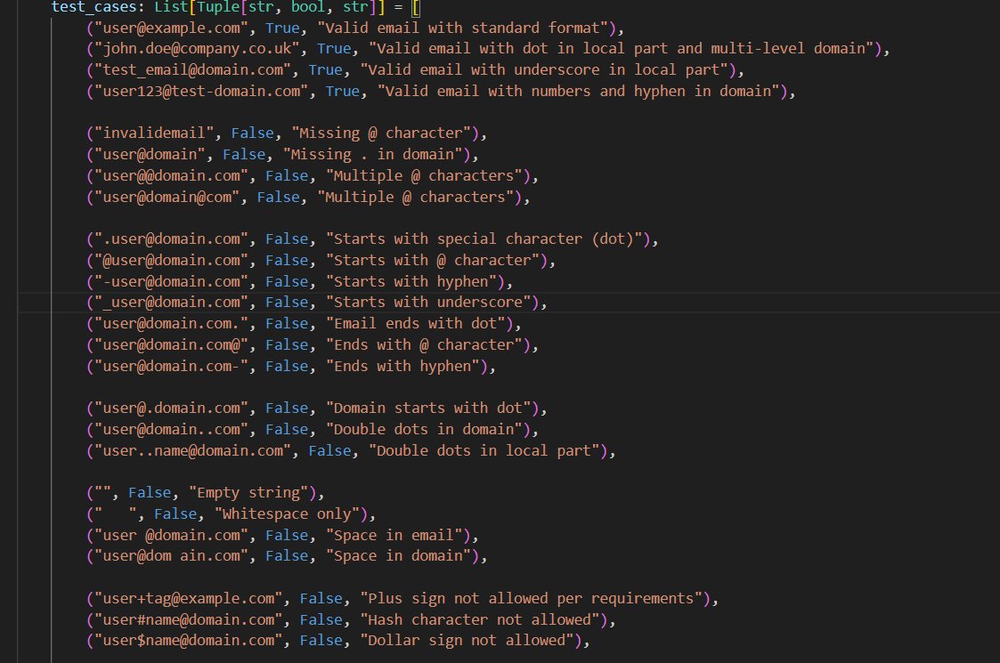 test_cases: List[Tuple[str, bool, str]] = [
("user@example.com", True, "Valid email with standard format"),
("john.doe@company.co.uk", True, "Valid email with dot in local part and multi-level domain"),
("test_email@domain.com", True, "Valid email with underscore in local part"),
("user123@test-domain.com", True, "Valid email with numbers and hyphen in domain"),
("invalidemail", False, "Missing @ character"),
("user@domain", False, "Missing . in domain"),
("user@@domain.com", False, "Multiple @ characters"),
("user@domain@com", False, "Multiple @ characters"),
(".user@domain.com", False, "Starts with special character (dot)"),
("@user@domain.com", False, "Starts with @ character"),
("-user@domain.com", False, "Starts with hyphen"),
("_user@domain.com", False, "Starts with underscore"),
("user@domain.com.", False, "Email ends with dot"),
("user@domain.com@", False, "Ends with @ character"),
("user@domain.com-", False, "Ends with hyphen"),
("user@.domain.com", False, "Domain starts with dot"),
("user@domain..com", False, "Double dots in domain"),
("user..name@domain.com", False, "Double dots in local part"),
("", False, "Empty string"),
("   ", False, "Whitespace only"),
("user @domain.com", False, "Space in email"),
("user@dom ain.com", False, "Space in domain"),
("user+tag@example.com", False, "Plus sign not allowed per requirements"),
("user#name@domain.com", False, "Hash character not allowed"),
("user$name@domain.com", False, "Dollar sign not allowed"),